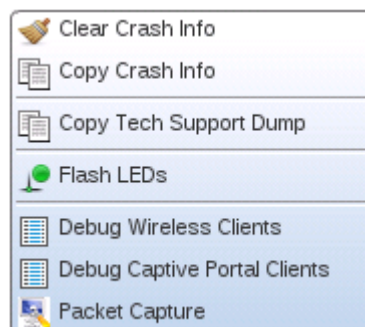 Clear Crash Info
Copy Crash Info
Copy Tech Support Dump
Flash LEDs
Debug Wireless Clients
Debug Captive Portal Clients
Packet Capture